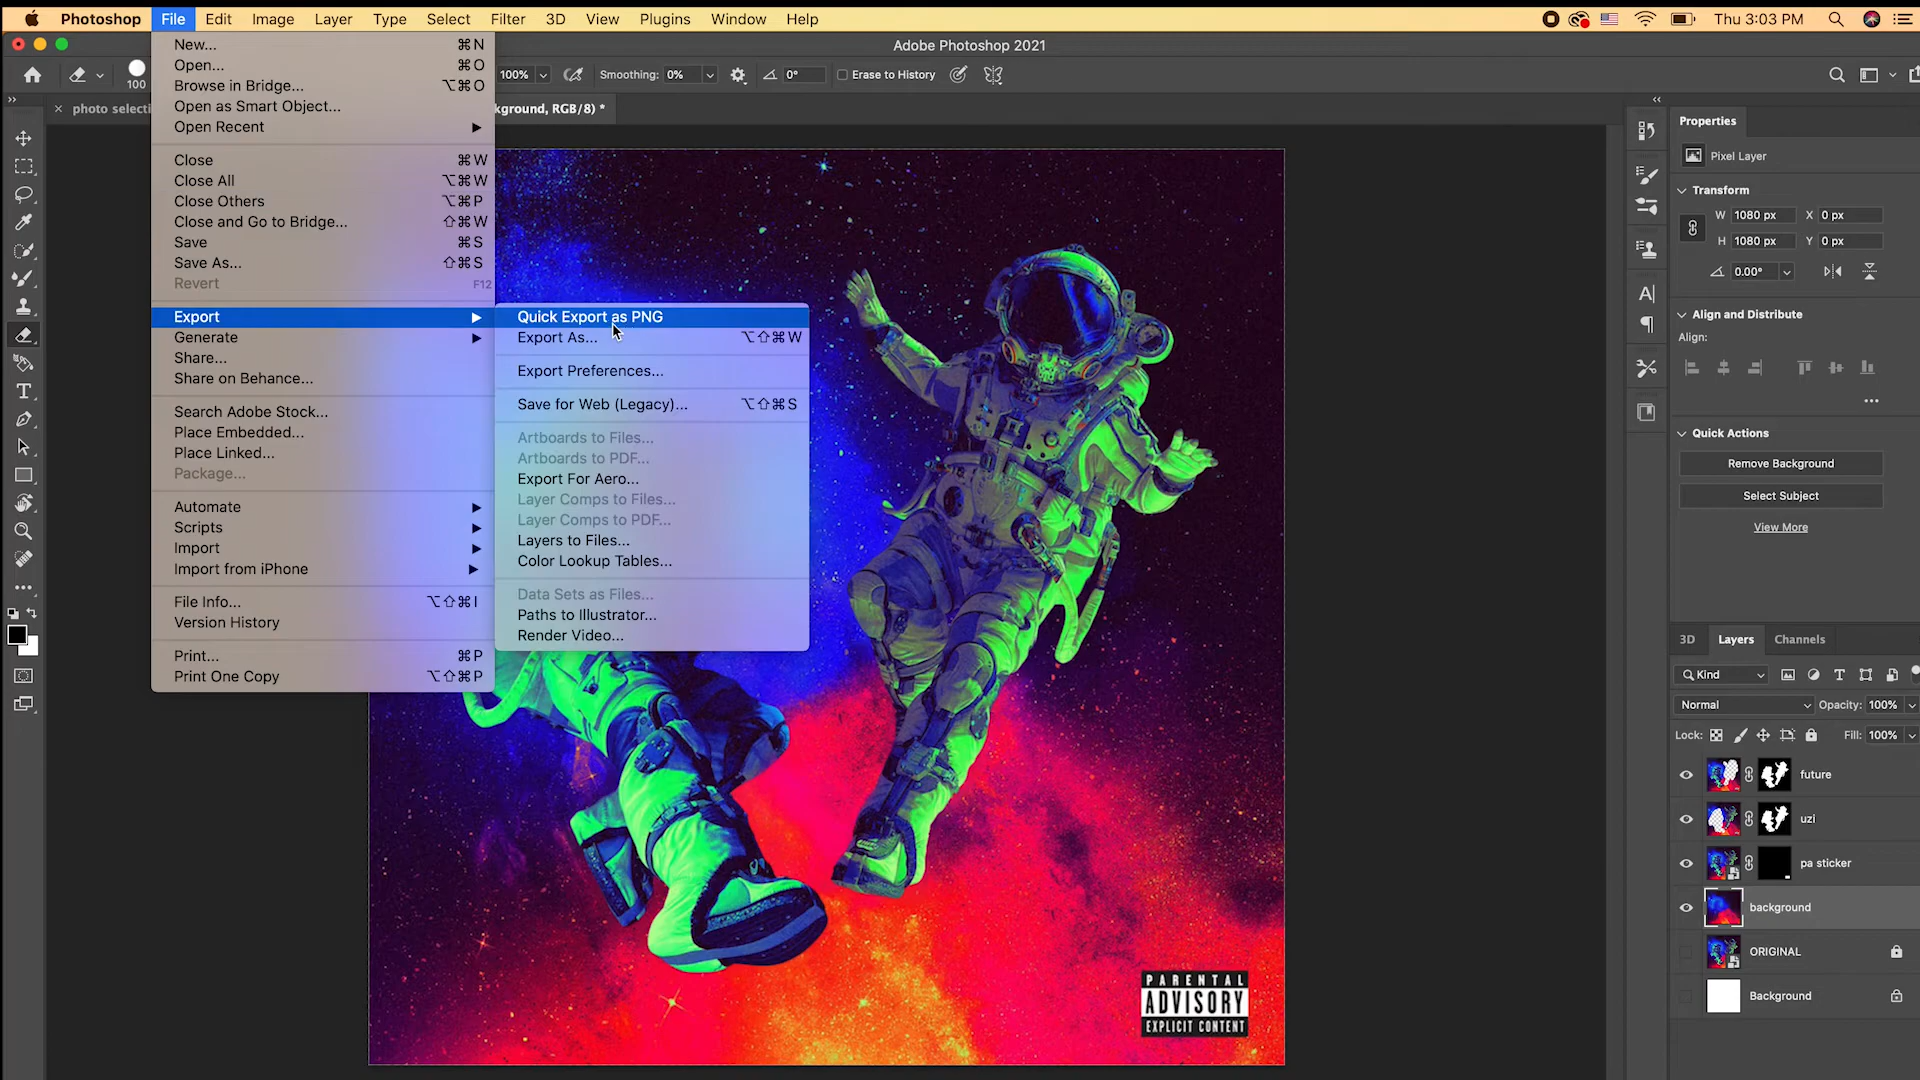 Photoshop File Edit Image Layer Type Select Filter 3D View Plugins Window Help Thu 3:03 PM
Adobe Photoshop 2021
100 100% Smoothing: 0% 0° Erase to History
photo selecti kground, RGB/8) *
New... ⌘N
Open... ⌘O
Browse in Bridge... ⌥⌘O
Open as Smart Object...
Open Recent
Close ⌘W
Close All ⌥⌘W
Close Others ⌥⌘P
Close and Go to Bridge... ⇧⌘W
Save ⌘S
Save As... ⇧⌘S
Revert F12
Export
Generate
Share...
Share on Behance...
Search Adobe Stock...
Place Embedded...
Place Linked...
Package...
Automate
Scripts
Import
Import from iPhone
File Info... ⌥⇧⌘I
Version History
Print... ⌘P
Print One Copy ⌥⇧⌘P
Quick Export as PNG
Export As... ⌥⇧⌘W
Export Preferences...
Save for Web (Legacy)... ⌥⇧⌘S
Artboards to Files...
Artboards to PDF...
Export For Aero...
Layer Comps to Files...
Layer Comps to PDF...
Layers to Files...
Color Lookup Tables...
Data Sets as Files...
Paths to Illustrator...
Render Video...
PARENTAL
ADVISORY
EXPLICIT CONTENT
Properties
Pixel Layer
Transform
W 1080 px X 0 px
H 1080 px Y 0 px
0.00°
Align and Distribute
Align:
Quick Actions
Remove Background
Select Subject
View More
3D Layers Channels
Kind
Normal Opacity: 100%
Lock: Fill: 100%
future
uzi
pa sticker
background
ORIGINAL
Background